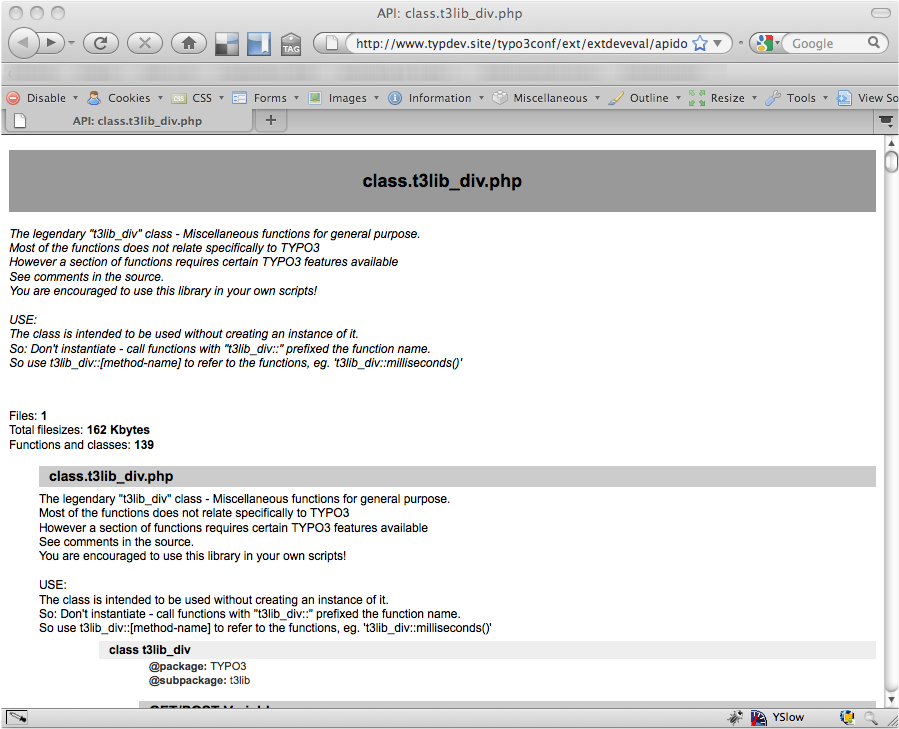 API: class.t3lib_div.php
TAG
http://www.typdev.site/typo3conf/ext/extdeveval/apido
Google
Disable Cookies CSS Forms Images Information Miscellaneous Outline Resize Tools View So
API: class.t3lib_div.php
class.t3lib_div.php
The legendary "t3lib_div" class - Miscellaneous functions for general purpose.
Most of the functions does not relate specifically to TYPO3
However a section of functions requires certain TYPO3 features available
See comments in the source.
You are encouraged to use this library in your own scripts!
USE:
The class is intended to be used without creating an instance of it.
So: Don't instantiate - call functions with "t3lib_div::" prefixed the function name.
So use t3lib_div::[method-name] to refer to the functions, eg. 't3lib_div::milliseconds()'
Files: 1
Total filesizes: 162 Kbytes
Functions and classes: 139
class.t3lib_div.php
The legendary "t3lib_div" class - Miscellaneous functions for general purpose.
Most of the functions does not relate specifically to TYPO3
However a section of functions requires certain TYPO3 features available
See comments in the source.
You are encouraged to use this library in your own scripts!
USE:
The class is intended to be used without creating an instance of it.
So: Don't instantiate - call functions with "t3lib_div::" prefixed the function name.
So use t3lib_div::[method-name] to refer to the functions, eg. 't3lib_div::milliseconds()'
class t3lib_div
@package: TYPO3
@subpackage: t3lib
YSlow